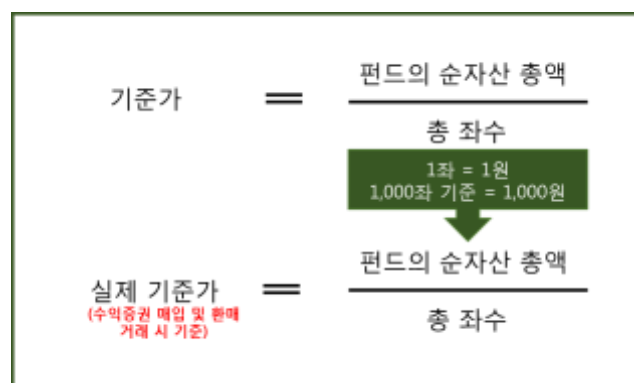 기준가 = 펀드의 순자산 총액
총 좌수
1좌 = 1원
1,000좌 기준 = 1,000원
실제 기준가 = 펀드의 순자산 총액
(수익증권 매입 및 환매
거래 시 기준)
총 좌수